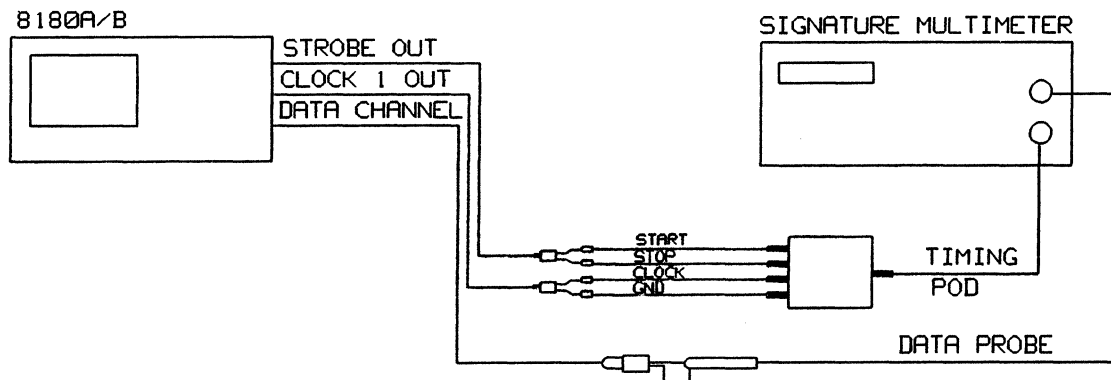 8180A/B
SIGNATURE MULTIMETER
STROBE OUT
CLOCK 1 OUT
DATA CHANNEL
START
STOP
CLOCK
GND
TIMING
POD
DATA PROBE